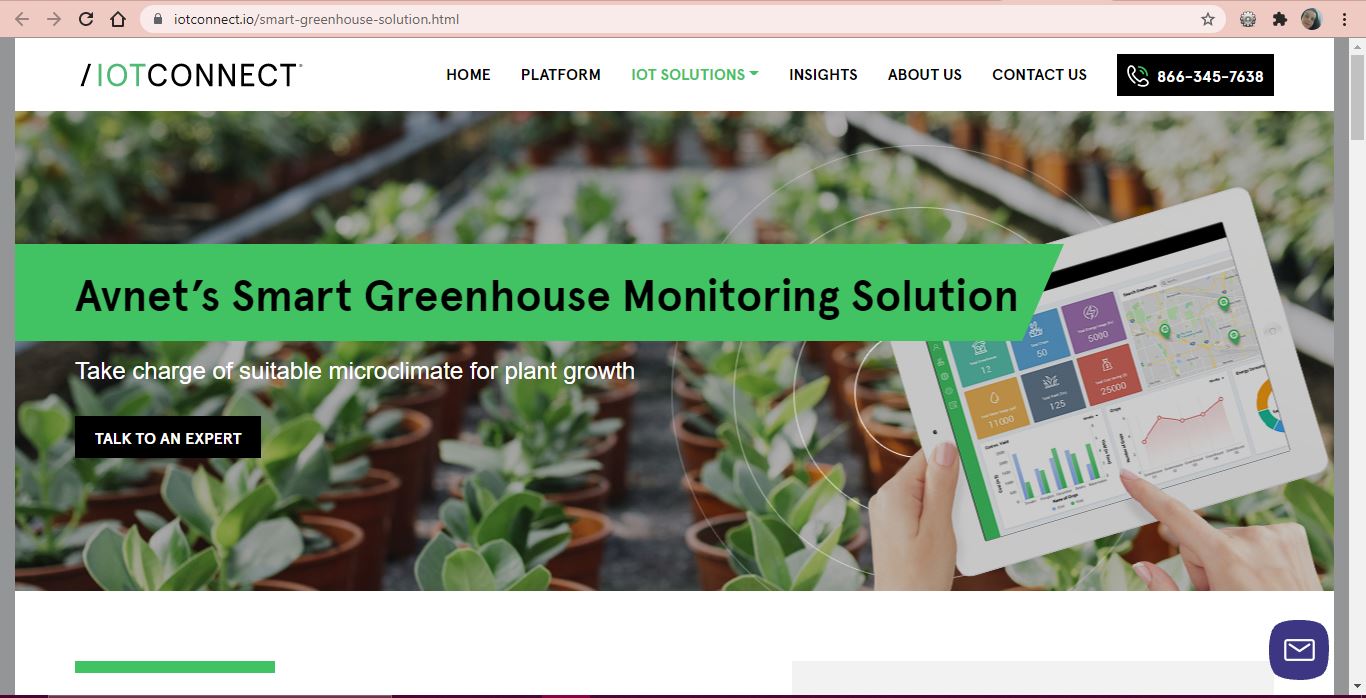 iotconnect.io/smart-greenhouse-solution.html
/IOTCONNECT
HOME
PLATFORM
IOT SOLUTIONS
INSIGHTS
ABOUT US
CONTACT US
866-345-7638
Avnet’s Smart Greenhouse Monitoring Solution
Take charge of suitable microclimate for plant growth
TALK TO AN EXPERT
Search Greenhouse
12
50
5000
11000
125
25000